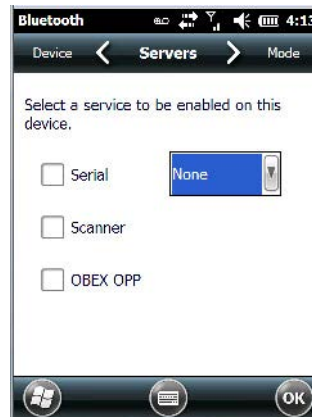 Bluetooth 4:13
Device Servers Mode
Select a service to be enabled on this
device.
Serial None
Scanner
OBEX OPP
OK